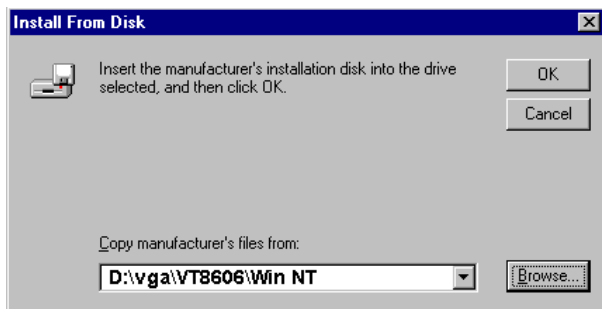 Install From Disk
Insert the manufacturer's installation disk into the drive
selected, and then click OK.
OK
Cancel
Copy manufacturer's files from:
D:\vga\VT8606\Win NT
Browse...